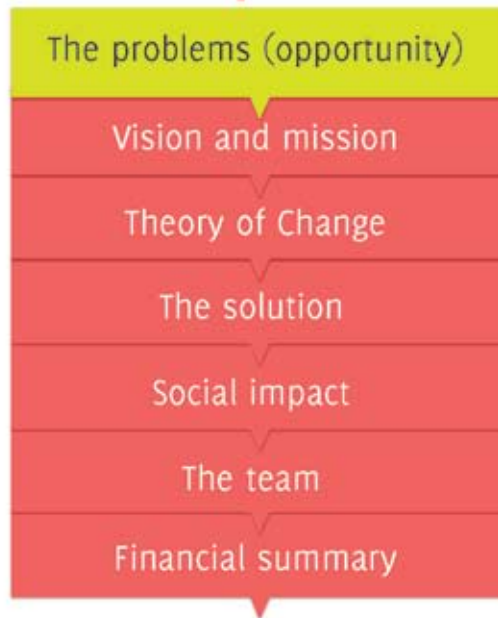 The problems (opportunity)
Vision and mission
Theory of Change
The solution
Social impact
The team
Financial summary